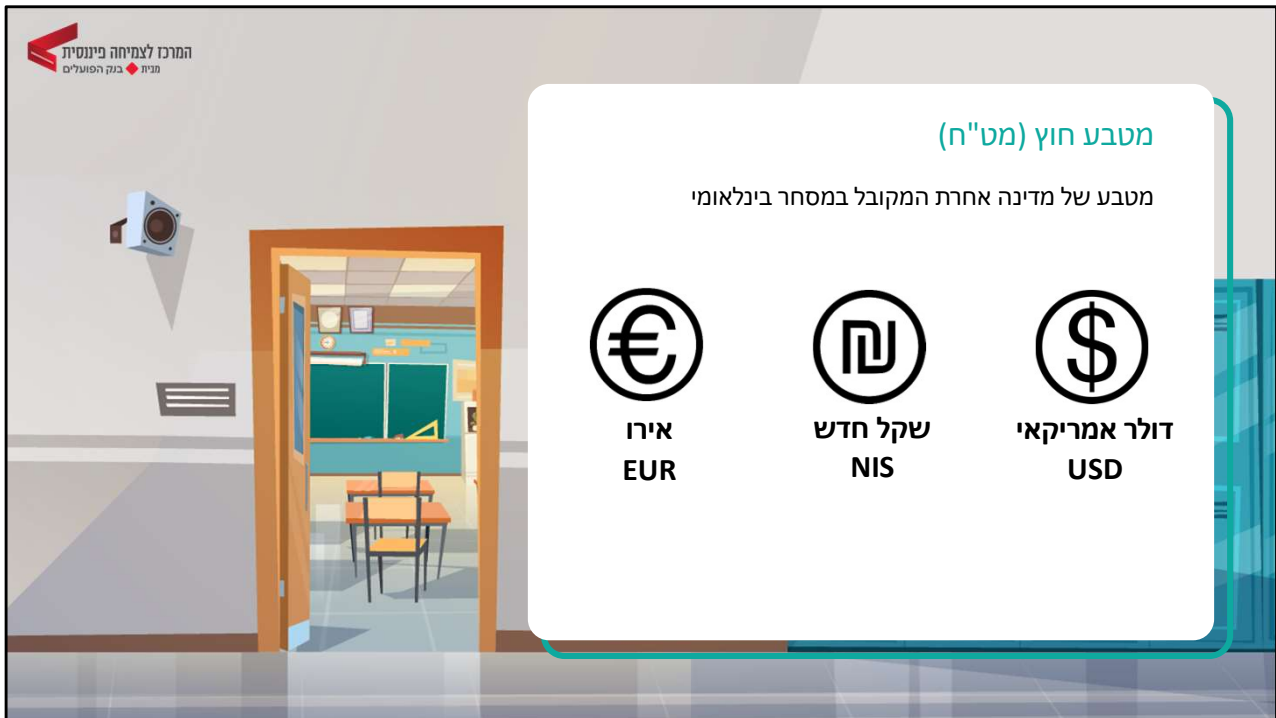 המרכז לצמיחה פיננסית
מבית בנק הפועלים
מטבע חוץ (מט"ח)
מטבע של מדינה אחרת המקובל במסחר בינלאומי
$
דולר אמריקאי
USD
₪
שקל חדש
NIS
€
אירו
EUR